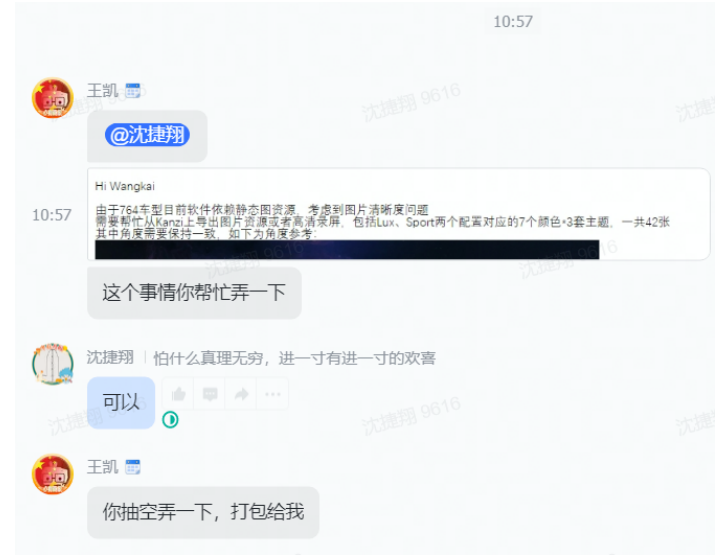 10:57
王凯
@沈捷翔
Hi Wangkai
10:57
由于764车型目前软件依赖静态图资源，考虑到图片清晰度问题
需要帮忙从Kanzi上导出图片资源或者高清录屏，包括Lux、Sport两个配置对应的7个颜色*3套主题，一共42张
其中角度需要保持一致，如下为角度参考：
这个事情你帮忙弄一下
沈捷翔 | 怕什么真理无穷，进一寸有进一寸的欢喜
可以
王凯
你抽空弄一下，打包给我
沈捷翔 9616